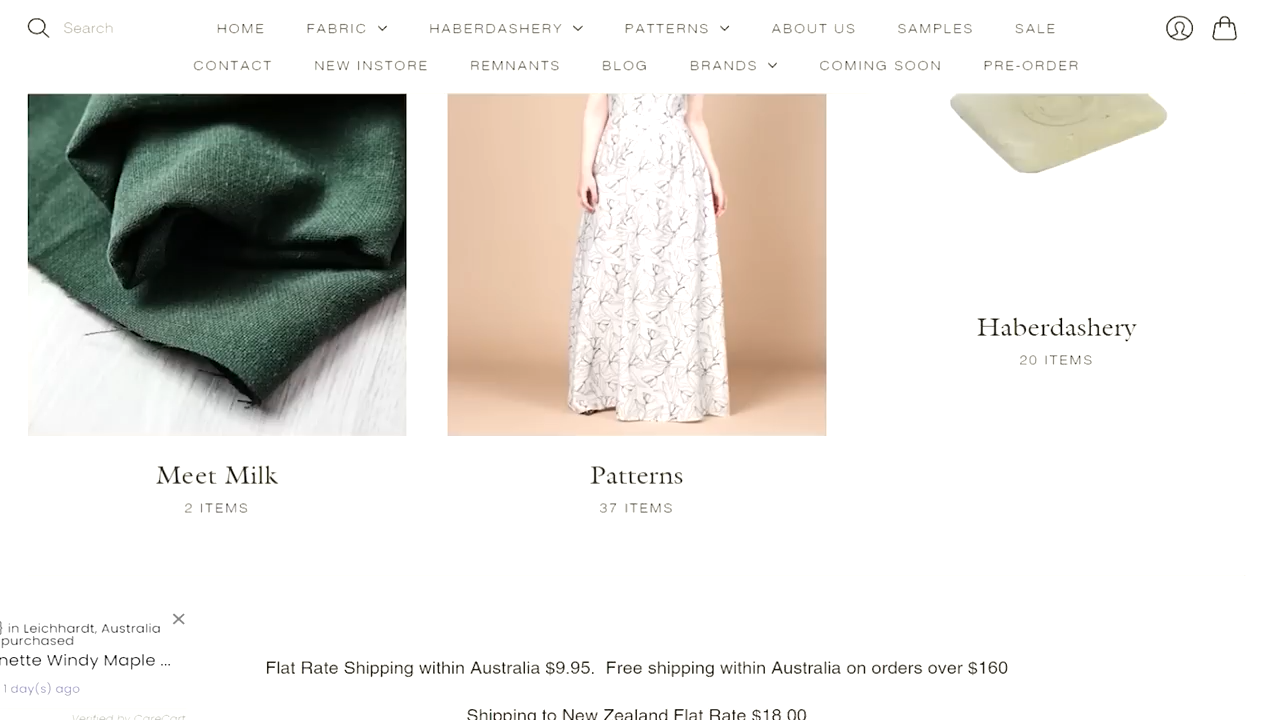 Search
HOME
FABRIC
HABERDASHERY
PATTERNS
ABOUT US
SAMPLES
SALE
CONTACT
NEW INSTORE
REMNANTS
BLOG
BRANDS
COMING SOON
PRE-ORDER
Haberdashery
20 ITEMS
Meet Milk
2 ITEMS
Patterns
37 ITEMS
in Leichhardt, Australia
purchased
nette Windy Maple ...
1 day(s) ago
Verified by CareCart
Flat Rate Shipping within Australia $9.95. Free shipping within Australia on orders over $160
Shipping to New Zealand Flat Rate $18.00